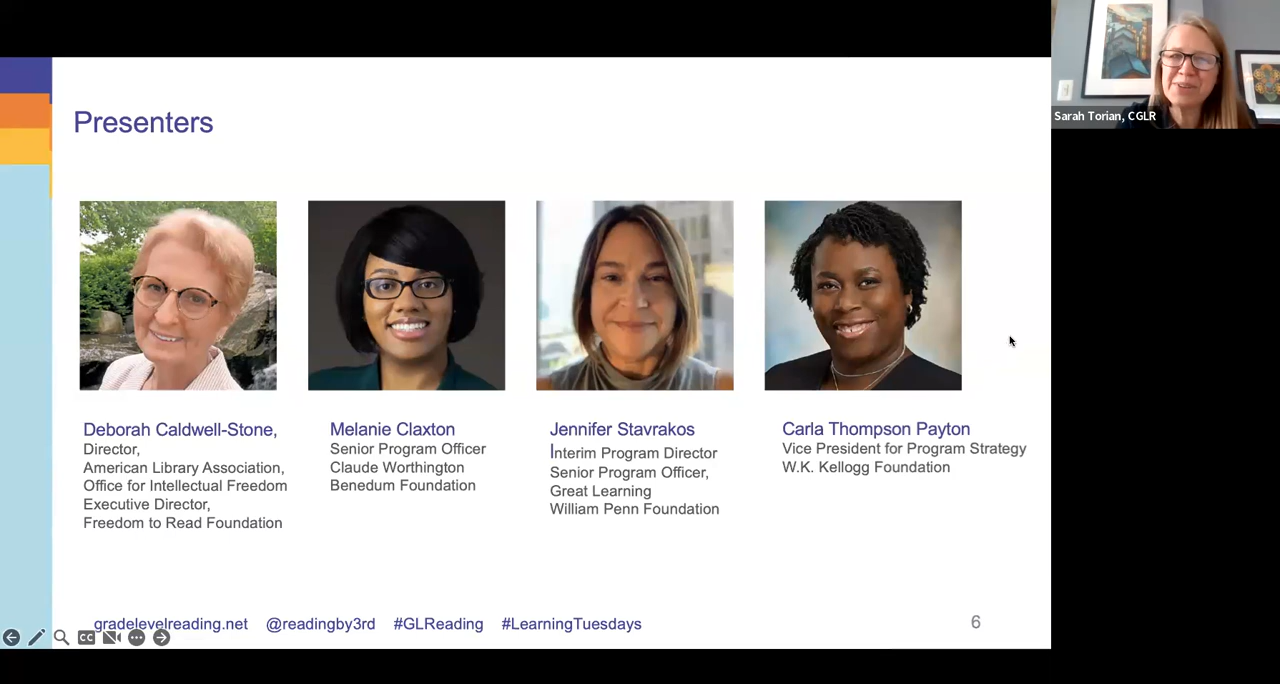 Sarah Torian, CGLR
Presenters
Deborah Caldwell-Stone,
Director,
American Library Association,
Office for Intellectual Freedom
Executive Director,
Freedom to Read Foundation
Melanie Claxton
Senior Program Officer
Claude Worthington
Benedum Foundation
Jennifer Stavrakos
Interim Program Director
Senior Program Officer,
Great Learning
William Penn Foundation
Carla Thompson Payton
Vice President for Program Strategy
W.K. Kellogg Foundation
gradelevelreading.net @readingby3rd #GLReading #LearningTuesdays
6
CC